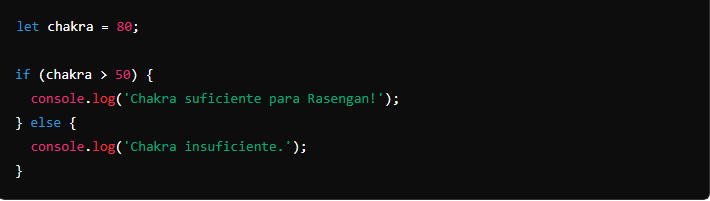 let chakra = 80;
if (chakra > 50) {
  console.log('Chakra suficiente para Rasengan!');
} else {
  console.log('Chakra insuficiente.');
}